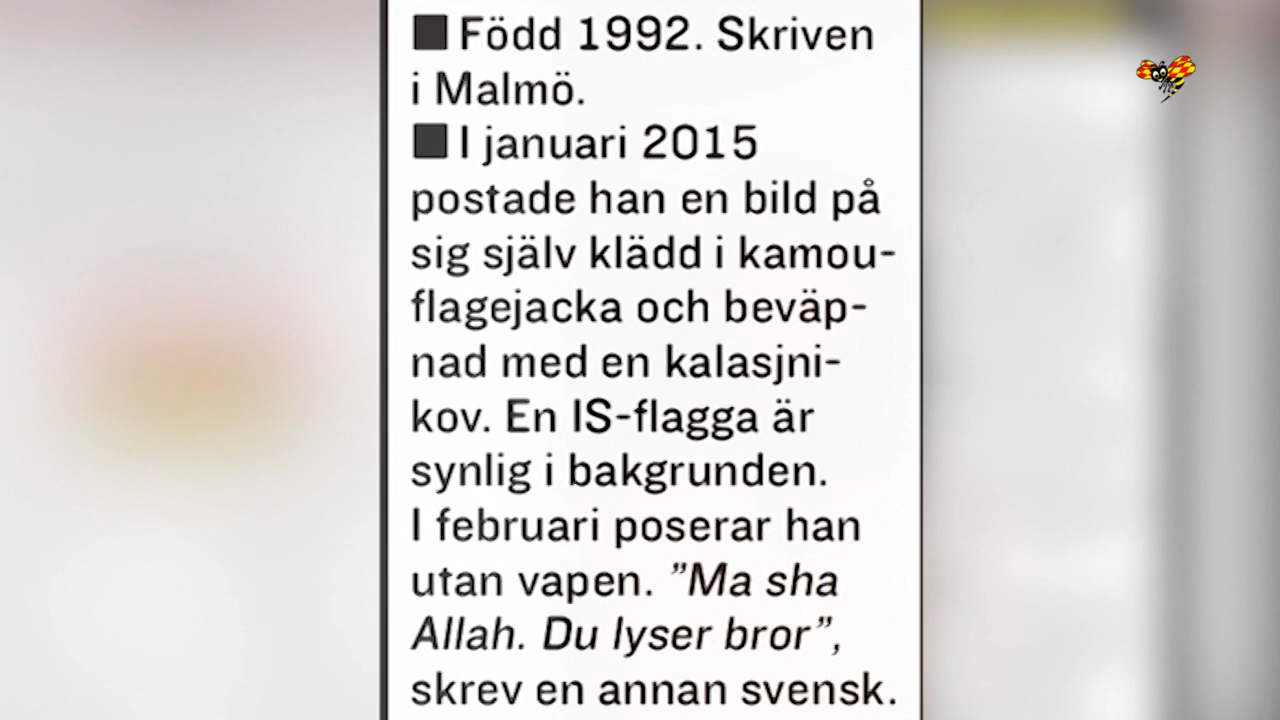 ■ Född 1992. Skriven
i Malmö.
■ I januari 2015
postade han en bild på
sig själv klädd i kamou-
flagejacka och beväp-
nad med en kalasjni-
kov. En IS-flagga är
synlig i bakgrunden.
I februari poserar han
utan vapen. ”Ma sha
Allah. Du lyser bror”,
skrev en annan svensk.